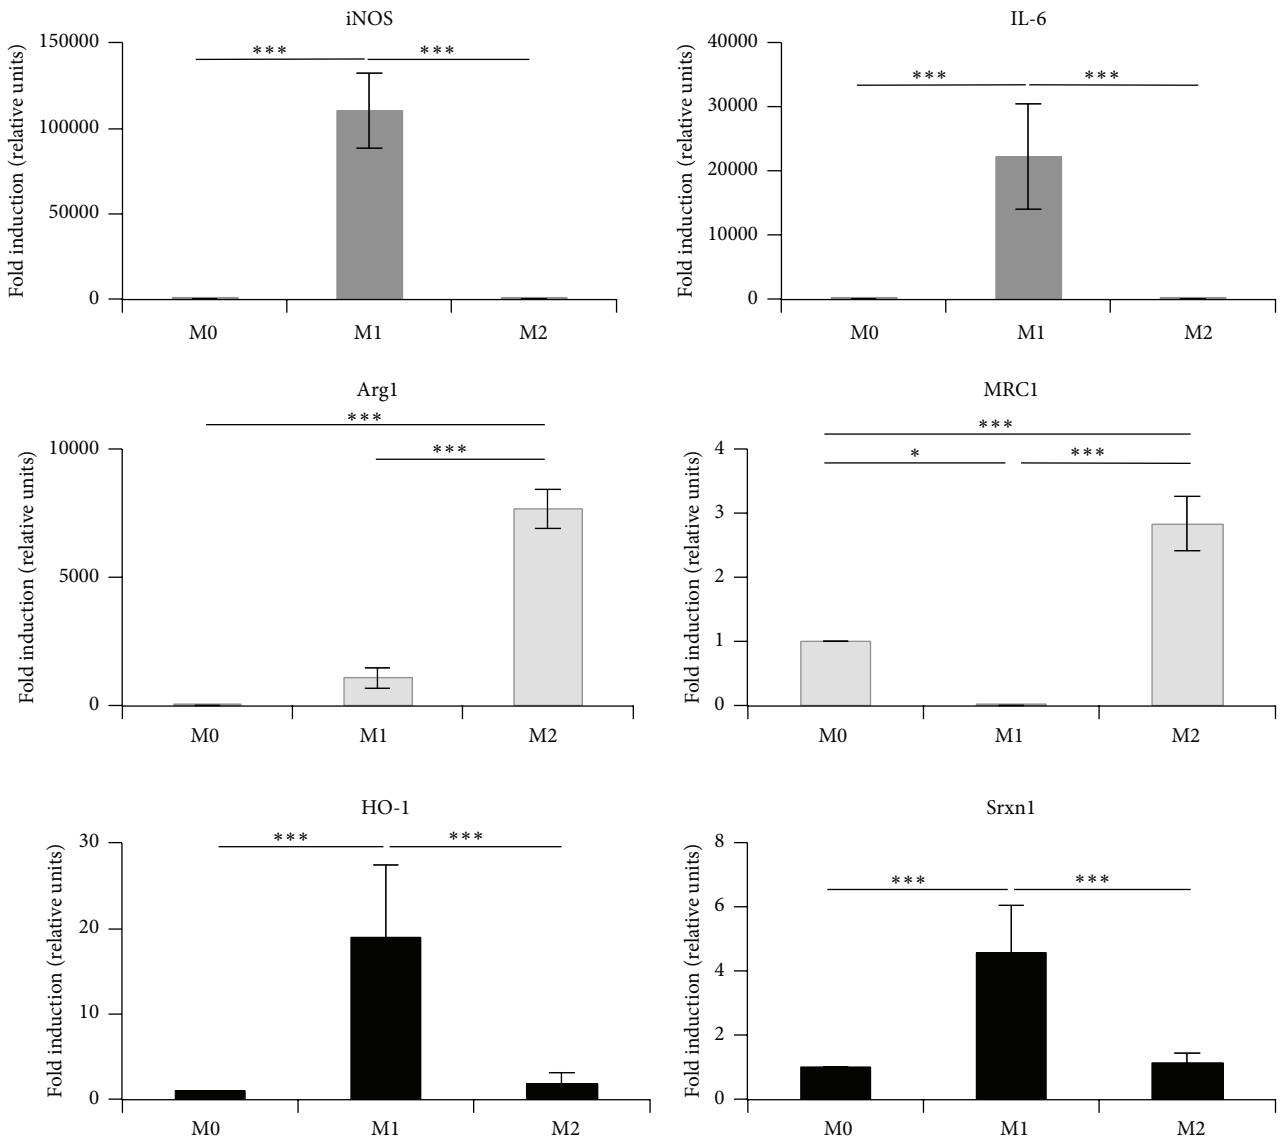 iNOS
Fold induction (relative units)
150000
100000
50000
0
*** ***
M0 M1 M2
IL-6
Fold induction (relative units)
40000
30000
20000
10000
0
*** ***
M0 M1 M2
Arg1
Fold induction (relative units)
10000
5000
0
***
***
M0 M1 M2
MRC1
Fold induction (relative units)
4
3
2
1
0
***
* ***
M0 M1 M2
HO-1
Fold induction (relative units)
30
20
10
0
*** ***
M0 M1 M2
Srxn1
Fold induction (relative units)
8
6
4
2
0
*** ***
M0 M1 M2